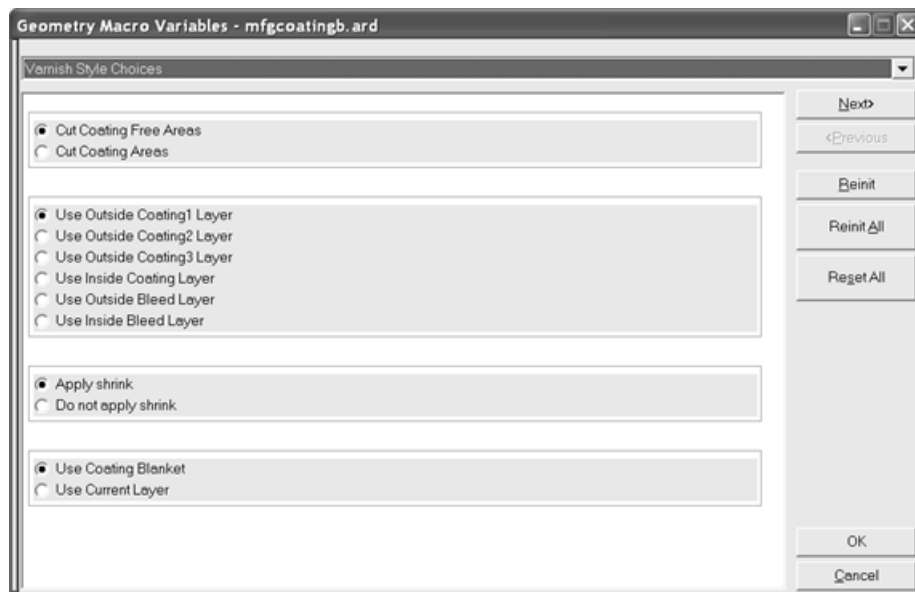 Geometry Macro Variables - mfgcoatingb.ard
Varnish Style Choices
Cut Coating Free Areas
Cut Coating Areas
Use Outside Coating1 Layer
Use Outside Coating2 Layer
Use Outside Coating3 Layer
Use Inside Coating Layer
Use Outside Bleed Layer
Use Inside Bleed Layer
Apply shrink
Do not apply shrink
Use Coating Blanket
Use Current Layer
Next>
<Previous
Reinit
Reinit All
Reset All
OK
Cancel